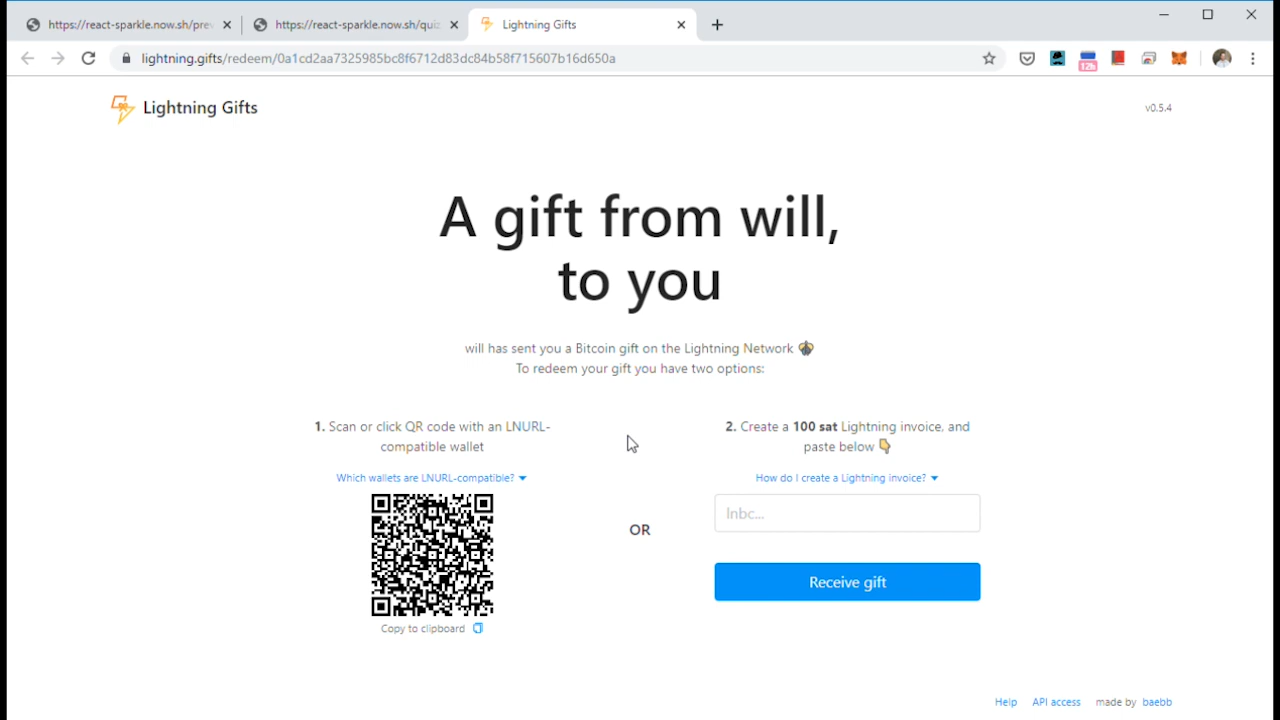 https://react-sparkle.now.sh/prev
https://react-sparkle.now.sh/quiz
Lightning Gifts
lightning.gifts/redeem/0a1cd2aa7325985bc8f6712d83dc84b58f715607b16d650a
12h
Lightning Gifts
v0.5.4
A gift from will,
to you
will has sent you a Bitcoin gift on the Lightning Network
To redeem your gift you have two options:
1. Scan or click QR code with an LNURL-
compatible wallet
Which wallets are LNURL-compatible?
Copy to clipboard
OR
2. Create a 100 sat Lightning invoice, and
paste below
How do I create a Lightning invoice?
lnbc...
Receive gift
Help API access made by baebb